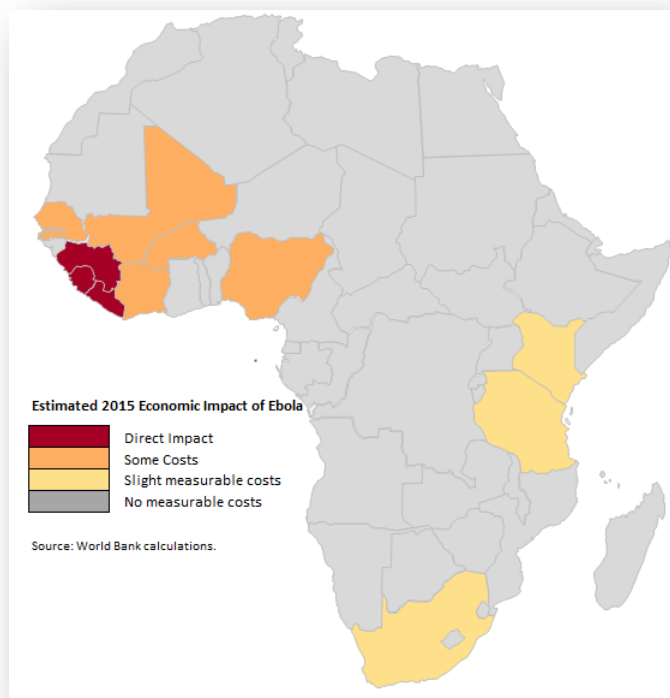 Estimated 2015 Economic Impact of Ebola
Direct Impact
Some Costs
Slight measurable costs
No measurable costs
Source: World Bank calculations.